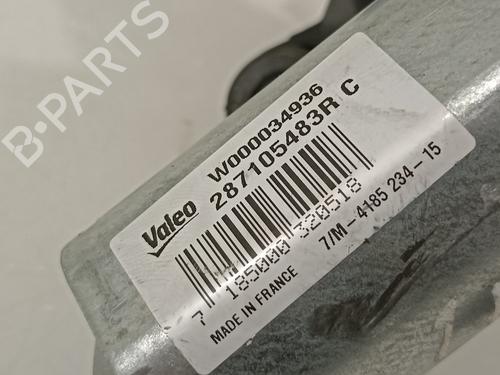 Valeo
W000034936
287105483R C
7 185000 320518
7/M - 4185 234 - 15
MADE IN FRANCE
B-PARTS